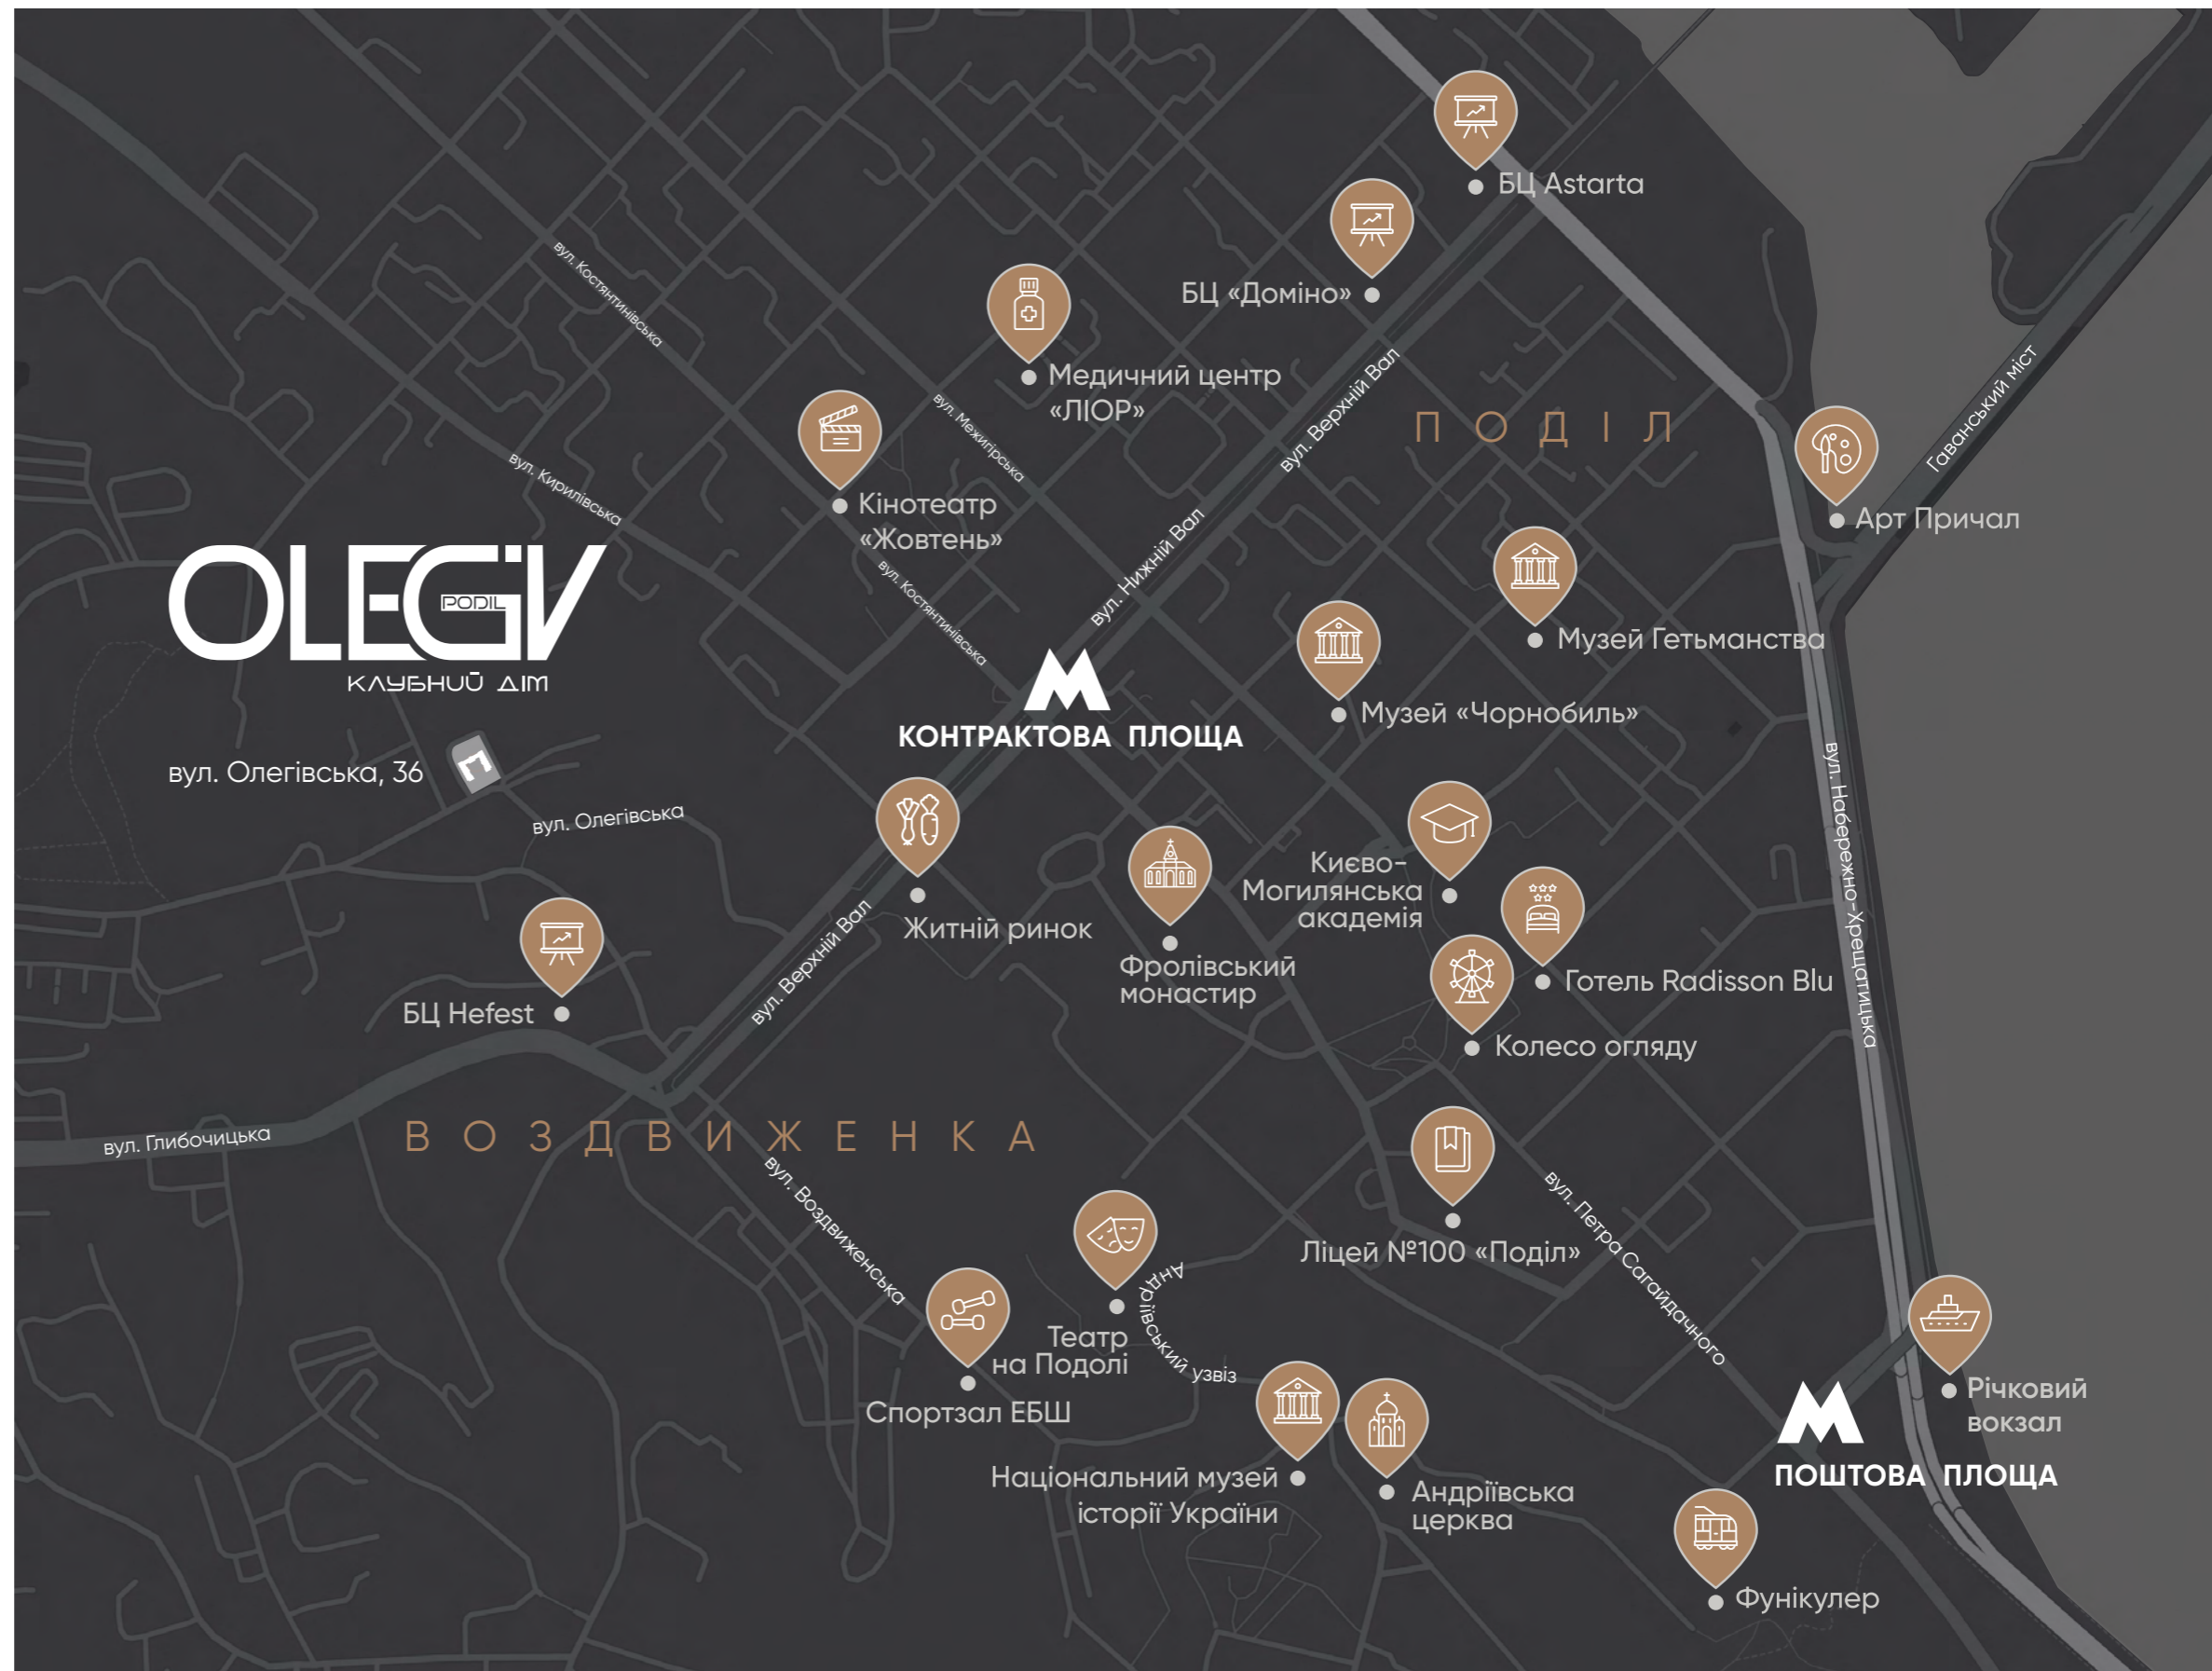 БЦ Astarta
БЦ «Доміно»
вул. Костянтинівська
Медичний центр
«ЛІОР»
вул. Верхній Вал
Гаванський міст
вул. Межигірська
ПОДІЛ
вул. Кирилівська
Кінотеатр
«Жовтень»
Арт Причал
вул. Нижній Вал
вул. Костянтинівська
OLEGIV
PODIL
КЛУБНИЙ ДІМ
Музей Гетьманства
Музей «Чорнобиль»
М
КОНТРАКТОВА ПЛОЩА
вул. Олегівська, 36
вул. Олегівська
вул. Набережно-Хрещатицька
Києво-
Могилянська
академія
Житній ринок
вул. Верхній Вал
Фролівський
монастир
Готель Radisson Blu
БЦ Hefest
Колесо огляду
вул. Глибочицька
ВОЗДВИЖЕНКА
вул. Воздвиженська
вул. Петра Сагайдачного
Ліцей №100 «Поділ»
Андріївський узвіз
Театр
на Подолі
Спортзал ЕБШ
Річковий
вокзал
М
ПОШТОВА ПЛОЩА
Національний музей
історії України
Андріївська
церква
Фунікулер